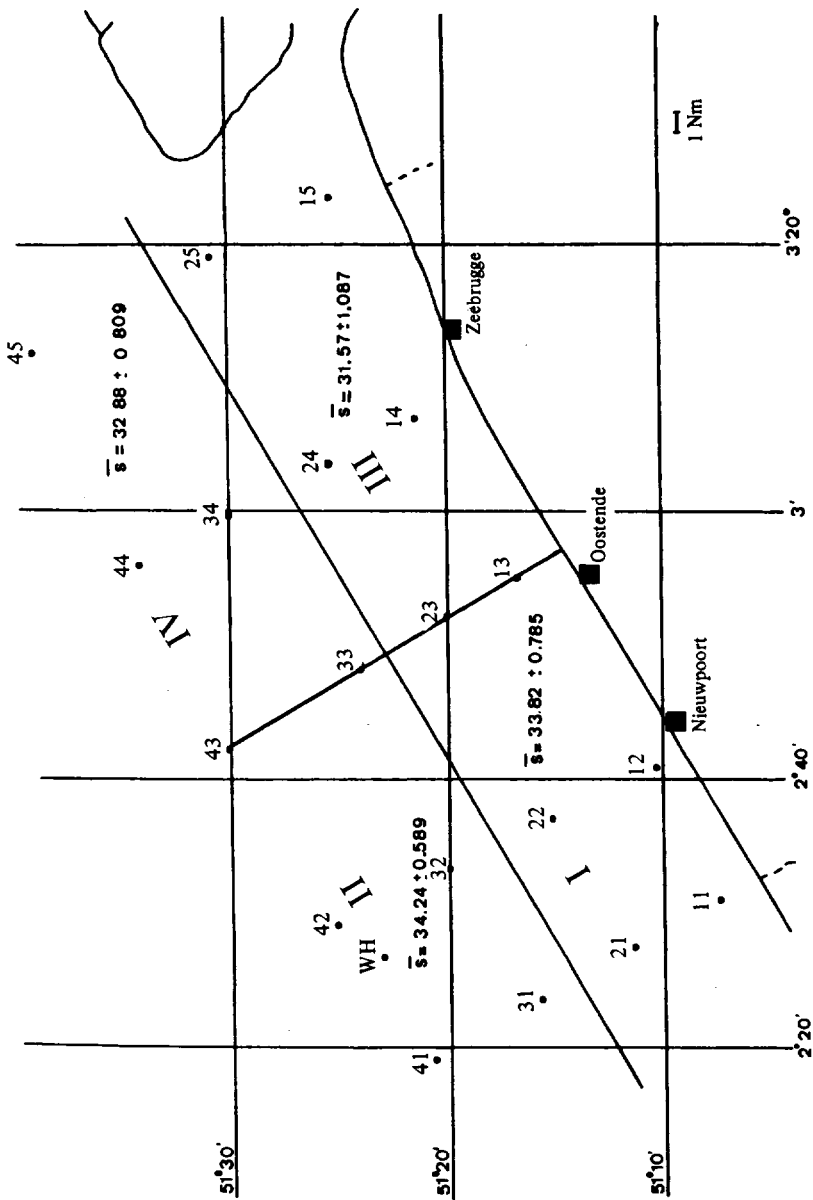 45
s = 32 88 ± 0 809
44
IV
25
43
34
51°30'
15
24
42
s = 31.57 ± 1.087
33
II
III
WH
14
41
s = 34.24 ± 0.589
23
32
51°20'
Zeebrugge
13
31
s = 33.82 ± 0.785
22
I
Oostende
21
12
51°10'
11
Nieuwpoort
1 Nm
2°20'
2°40'
3'
3'20°